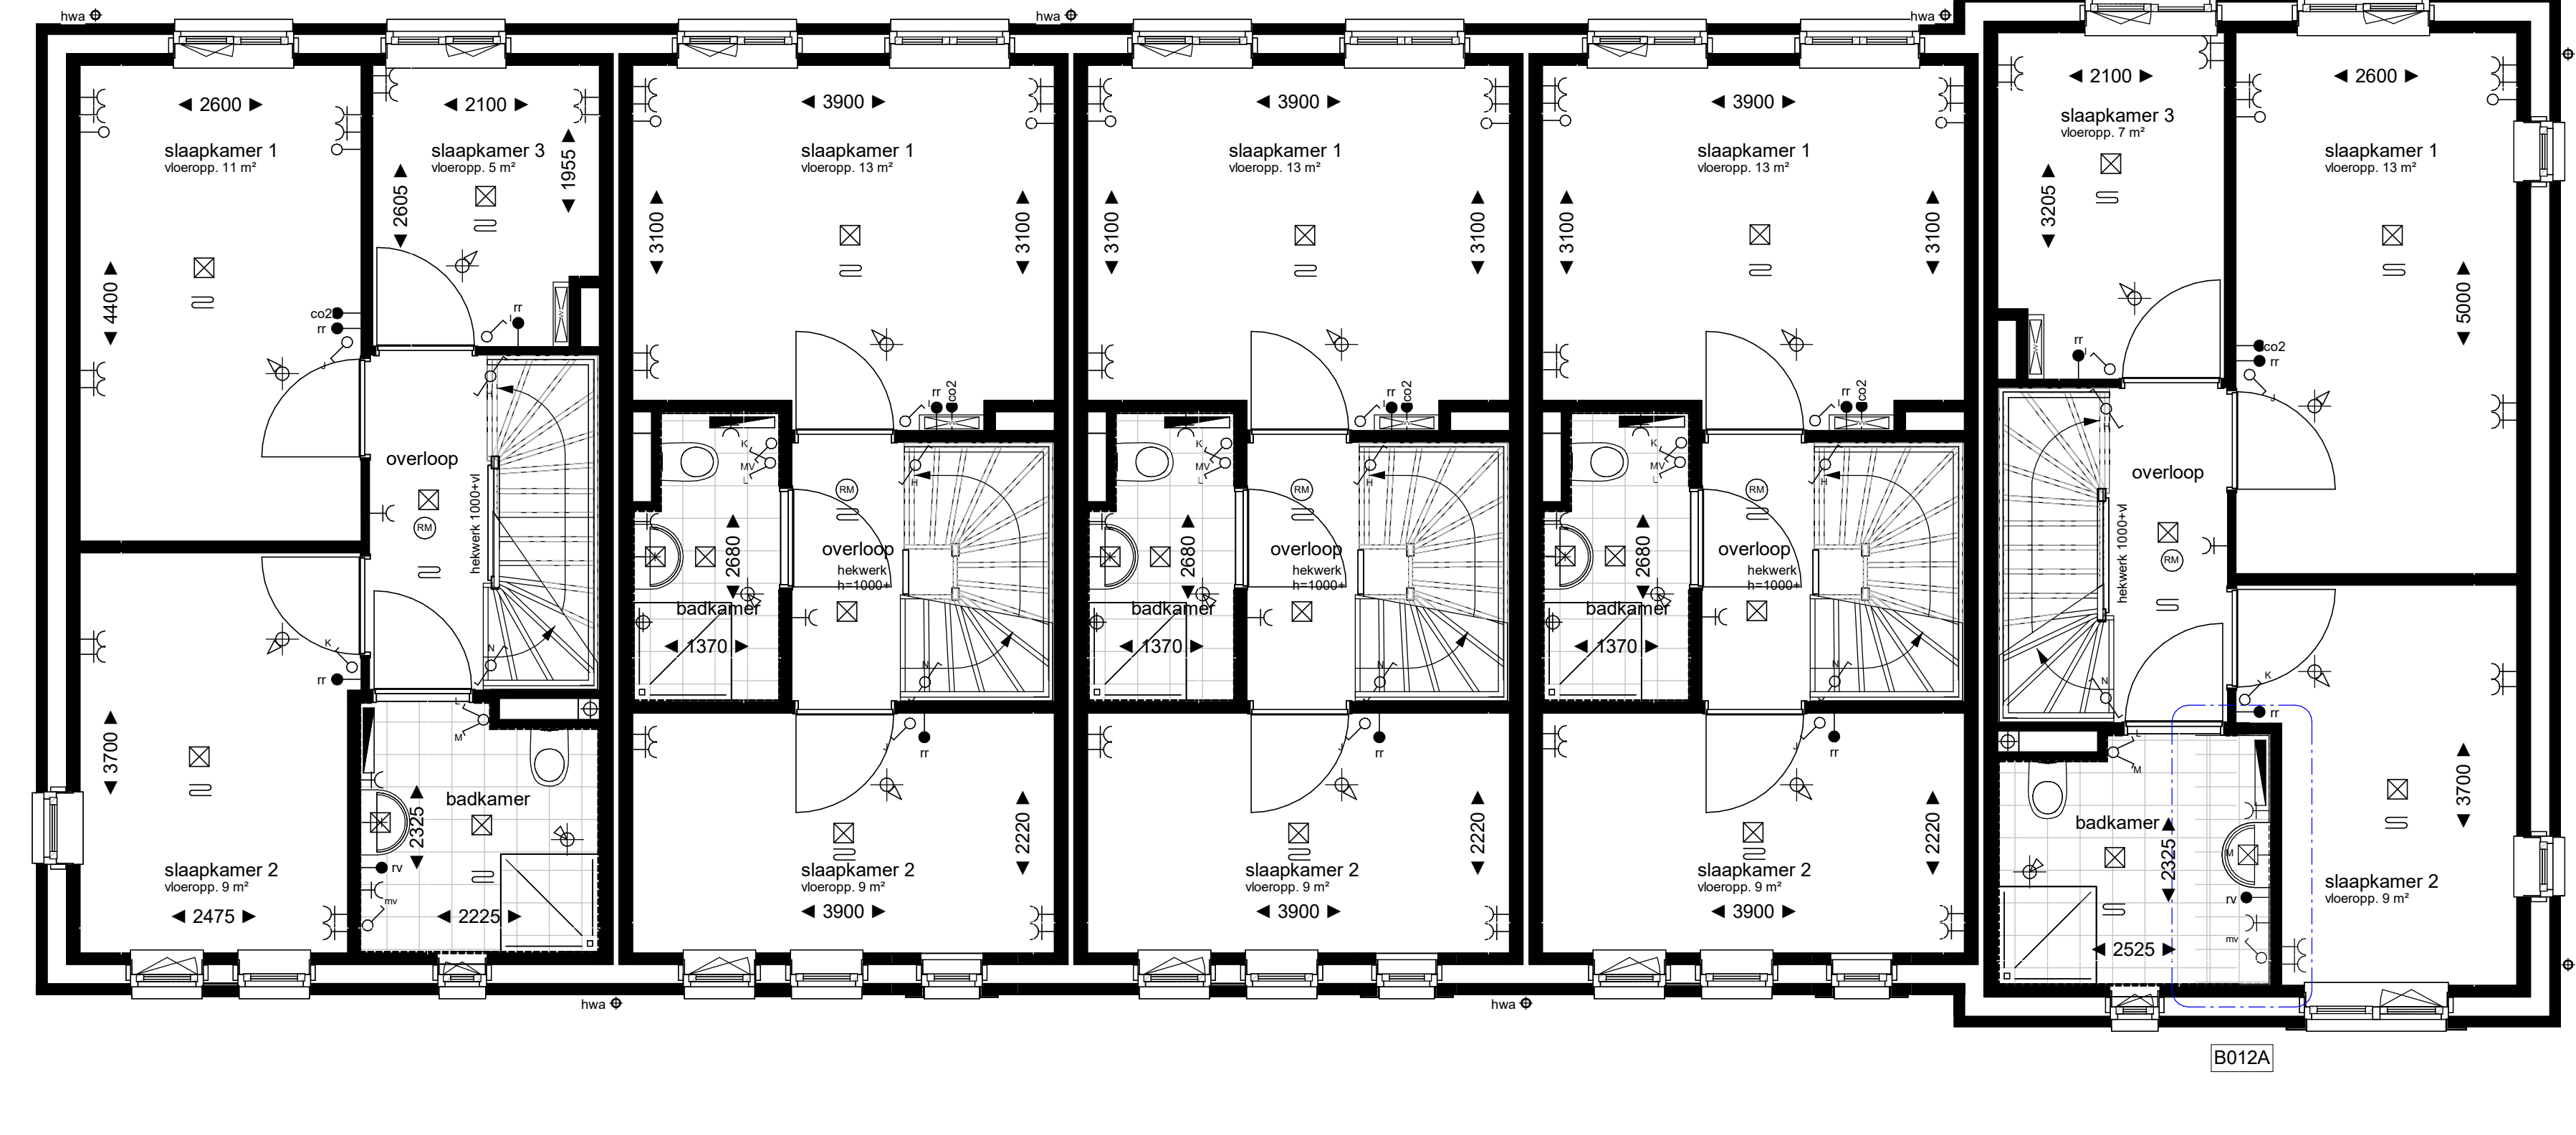 hwa
hwa
hwa
◄ 2600 ►
◄ 2100 ►
slaapkamer 1
vloeropp. 11 m²
slaapkamer 3
vloeropp. 5 m²
1955
2605
4400
co2
rr
J
rr
I
H
overloop
RM
hekwerk 1000+vl
N
K
rr
3700
slaapkamer 2
vloeropp. 9 m²
◄ 2475 ►
L
M
badkamer
2325
rv
mv
◄ 2225 ►
◄ 3900 ►
slaapkamer 1
vloeropp. 13 m²
3100
3100
rr
co2
I
K
MV
L
H
RM
2680
overloop
hekwerk
h=1000+
badkamer
◄ 1370 ►
N
J
rr
2220
slaapkamer 2
vloeropp. 9 m²
◄ 3900 ►
hwa
◄ 3900 ►
slaapkamer 1
vloeropp. 13 m²
3100
3100
rr
co2
I
K
MV
L
H
RM
2680
overloop
hekwerk
h=1000+
badkamer
◄ 1370 ►
N
J
rr
2220
slaapkamer 2
vloeropp. 9 m²
◄ 3900 ►
◄ 3900 ►
slaapkamer 1
vloeropp. 13 m²
3100
3100
rr
co2
I
K
MV
L
H
RM
2680
overloop
hekwerk
h=1000+
badkamer
◄ 1370 ►
N
J
rr
2220
slaapkamer 2
vloeropp. 9 m²
◄ 3900 ►
hwa
◄ 2100 ►
◄ 2600 ►
slaapkamer 3
vloeropp. 7 m²
slaapkamer 1
vloeropp. 13 m²
3205
5000
rr
I
co2
rr
J
H
overloop
hekwerk 1000+vl
RM
N
K
rr
L
M
badkamer
2325
M
rv
mv
◄ 2525 ►
3700
slaapkamer 2
vloeropp. 9 m²
B012A